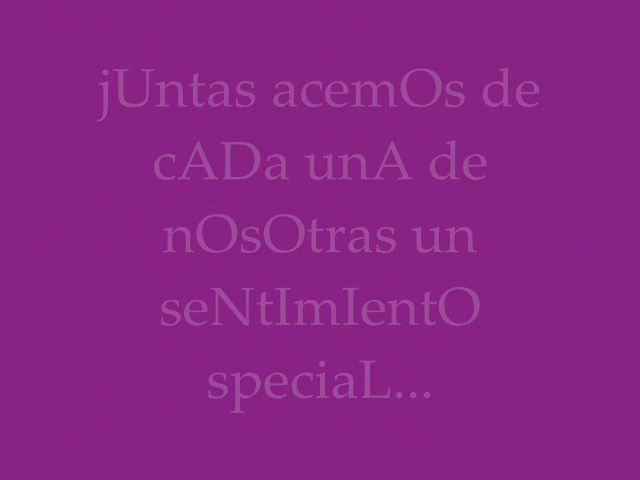 jUntas acemOs de
cADa unA de
nOsOtras un
seNtImIentO
speciaL...